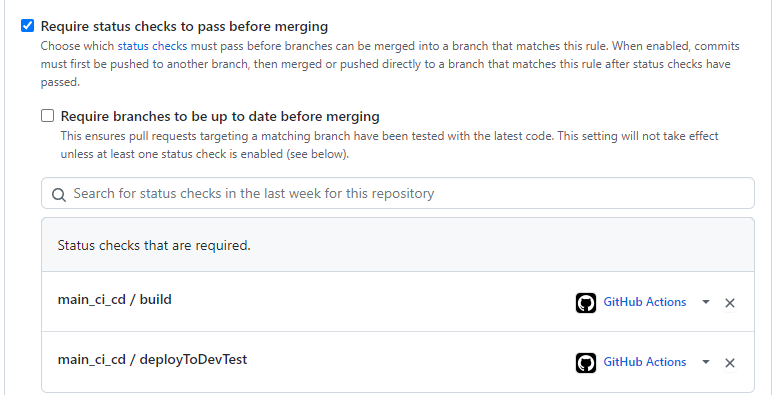 Require status checks to pass before merging
Choose which status checks must pass before branches can be merged into a branch that matches this rule. When enabled, commits
must first be pushed to another branch, then merged or pushed directly to a branch that matches this rule after status checks have
passed.
Require branches to be up to date before merging
This ensures pull requests targeting a matching branch have been tested with the latest code. This setting will not take effect
unless at least one status check is enabled (see below).
Search for status checks in the last week for this repository
Status checks that are required.
main_ci_cd / build GitHub Actions
main_ci_cd / deployToDevTest GitHub Actions